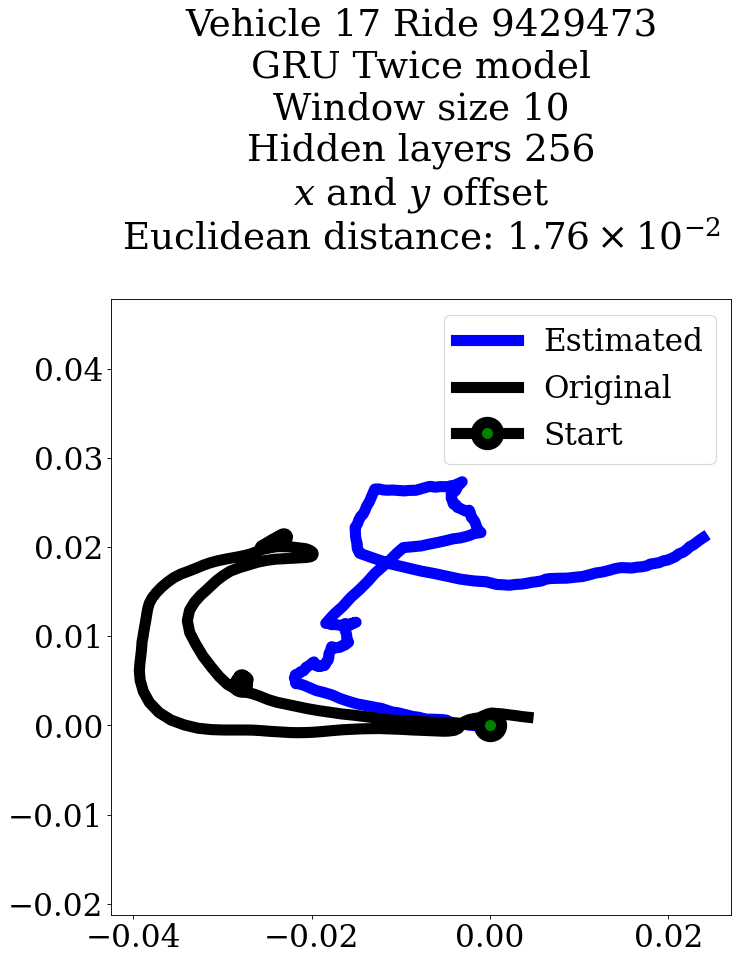 Vehicle 17 Ride 9429473
GRU Twice model
Window size 10
Hidden layers 256
x and y offset
Euclidean distance: 1.76 × 10⁻²
Estimated
Original
Start
0.04
0.03
0.02
0.01
0.00
−0.01
−0.02
−0.04 −0.02 0.00 0.02